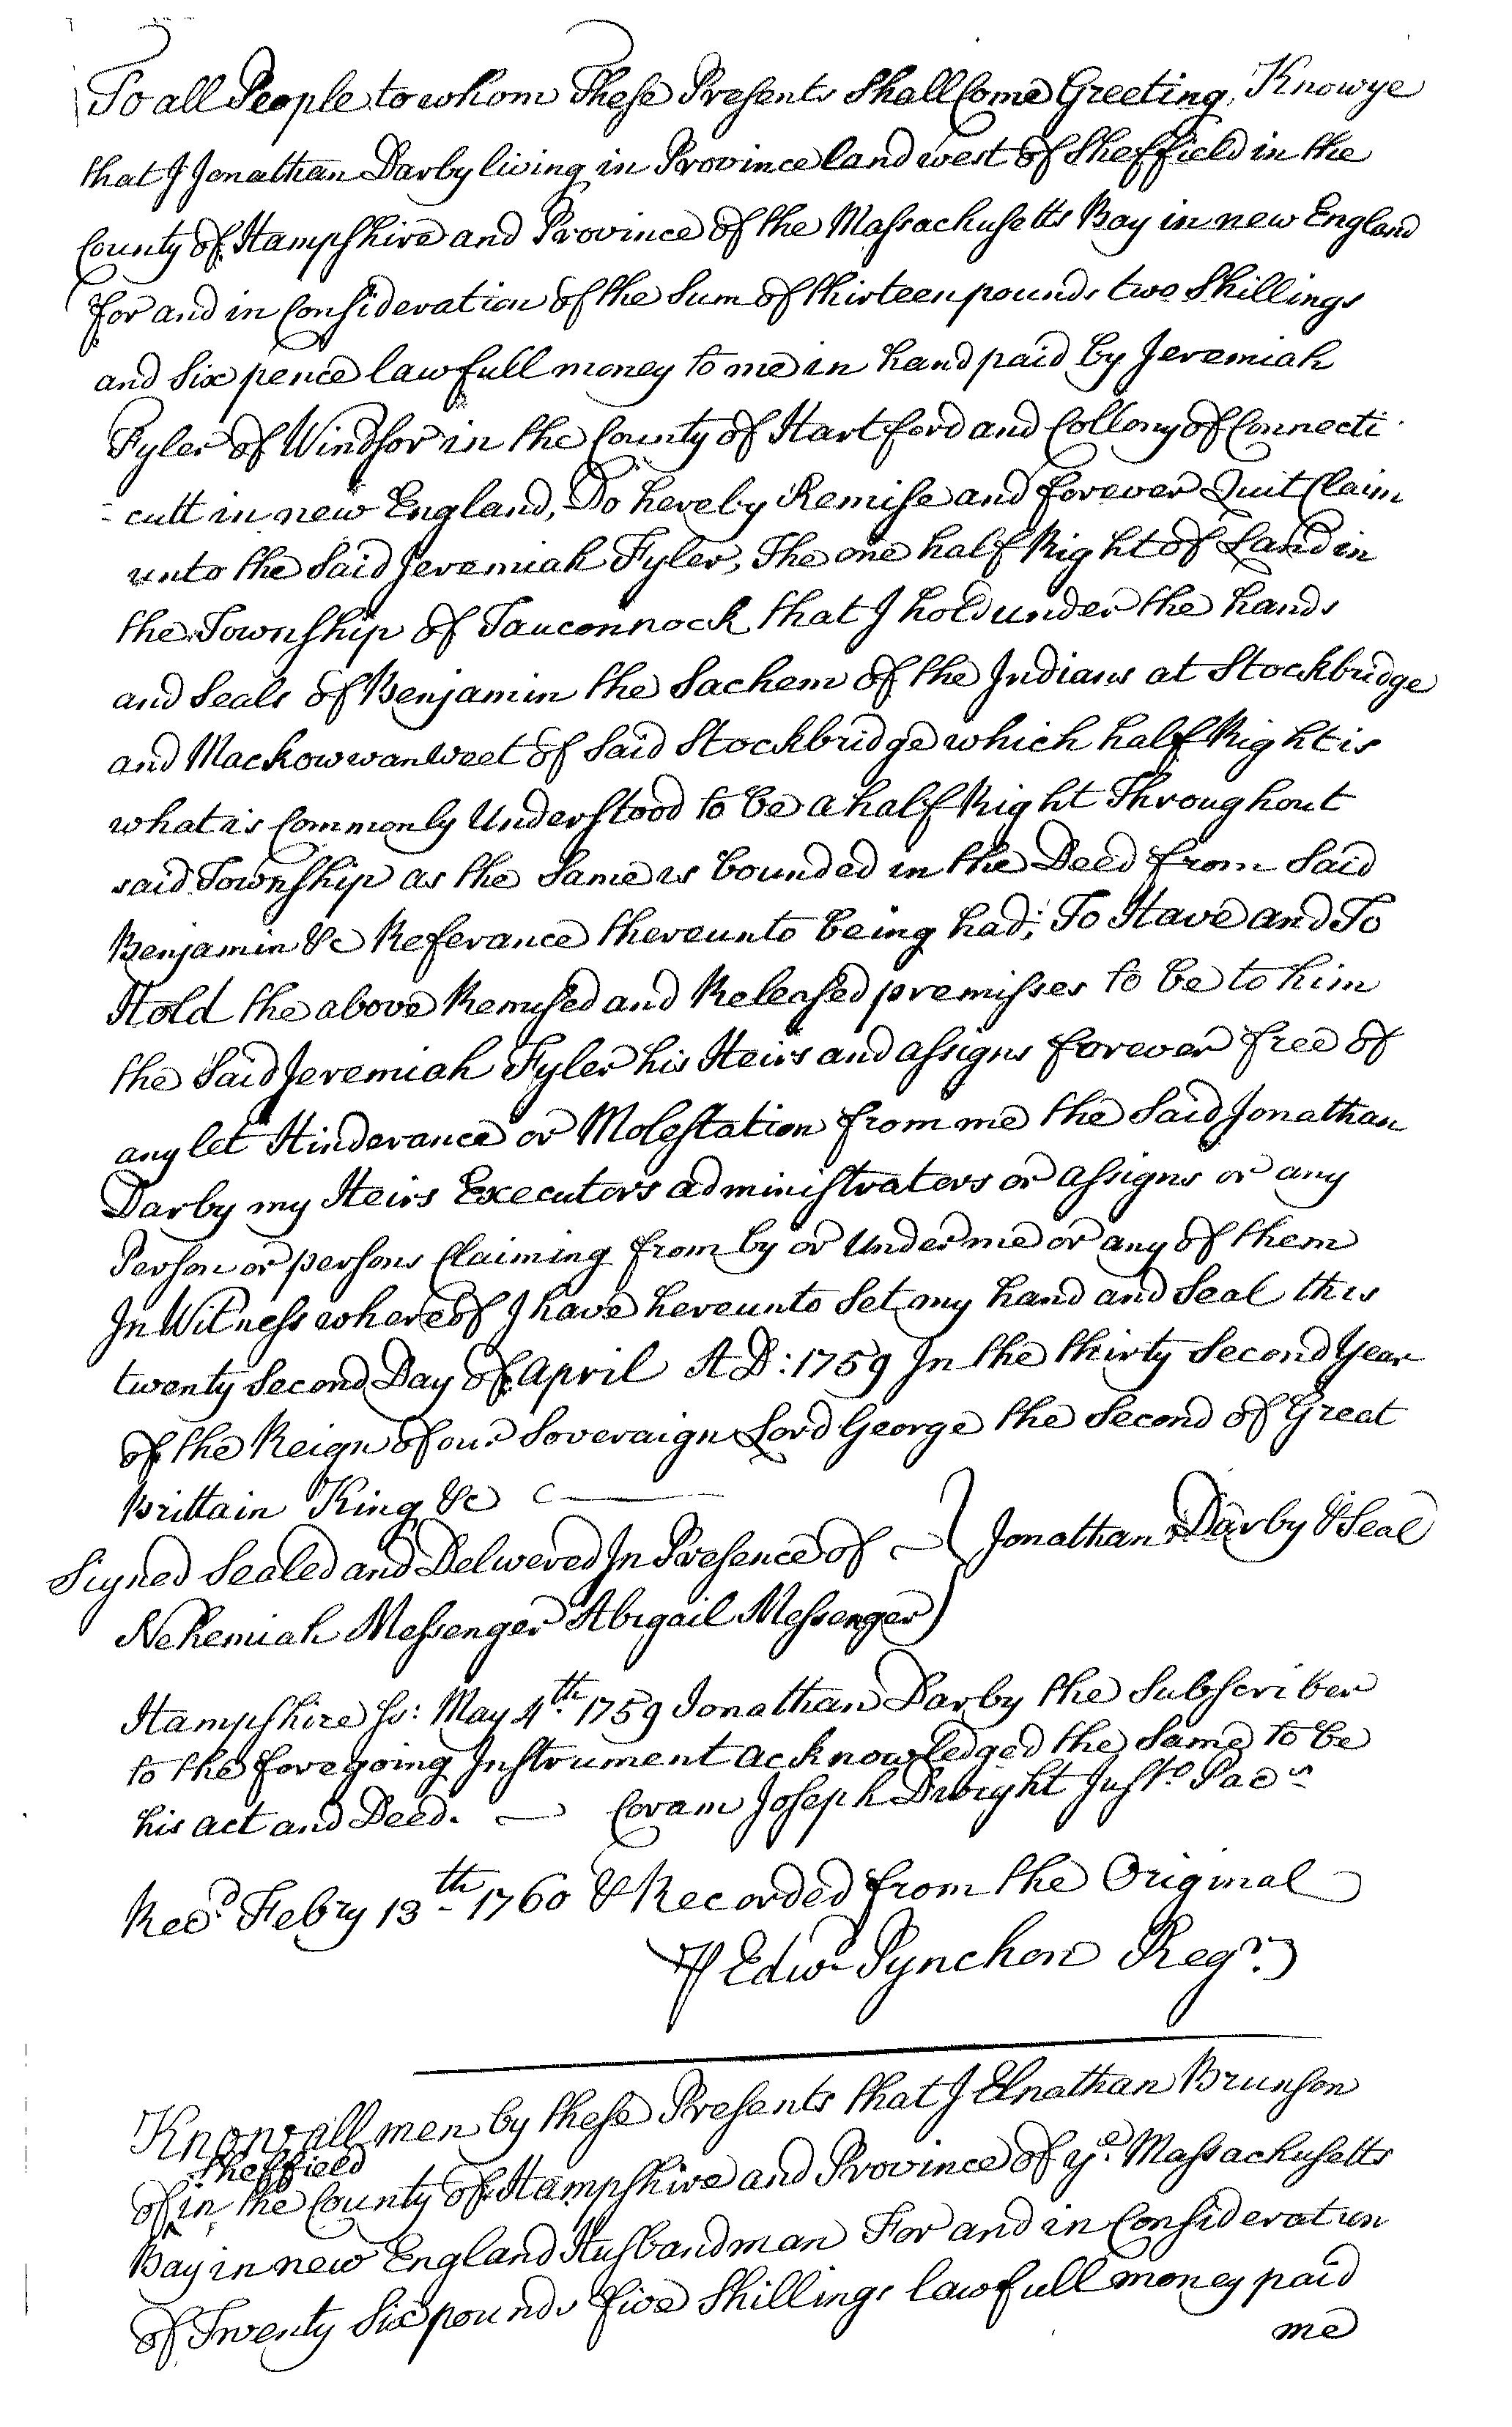 To all People to whom These Presents Shall Come Greeting, Know ye
that I Jonathan Darby living in Province land west of Sheffield in the
County of Hampshire and Province of the Massachusetts Bay in new England
for and in Consideration of the Sum of thirteen pounds two Shillings
and Six pence lawfull money to me in hand paid by Jeremiah
Fyler of Windsor in the County of Hartford and Collony of Connecti
- cutt in new England, Do hereby Remise and forever Quit Claim
unto the Said Jeremiah Fyler, The one half Right of Land in
the Township of Tauconnock that I hold under the hands
and Seals of Benjamin the Sachem of the Indians at Stockbridge
and Mackowwanweet of Said Stockbridge which half Right is
what is Commonly Understood to be a half Right Throughout
said Township as the Same is bounded in the Deed from Said
Benjamin &c Referance thereunto being had; To Have and To
Hold the above Remised and Released premisses to be to him
the Said Jeremiah Fyler his Heirs and assigns forever free of
any let Hinderance or Molestation from me the Said Jonathan
Darby my Heirs Executors administrators or assigns or any
Person or persons Claiming from by or Under me or any of them
In Witness whereof I have hereunto Set my hand and Seal this
twenty Second Day of April AD: 1759 In the thirty Second Year
of the Reign of our Soveraign Lord George the Second of Great
Brittain King &c
Signed Sealed and Delivered In Presence of } Jonathan Darby & Seal
Nehemiah Messenger Abigail Messenger
Hampshire Ss: May 4th. 1759 Jonathan Darby the Subscriber
to the foregoing Instrument acknowledged the Same to be
his act and Deed. — Coram Joseph Dwight Justo. Pacs
Recd. Febry 13th 1760 & Recorded from the Original
⅌ Edwd Pynchon Regr.
Know all men by these Presents that I Elnathan Brunson
Sheffield
of in the County of Hampshire and Province of ye. Massachusetts
Bay in new England Husbandman For and in Consideration
of Twenty Six pounds five Shillings lawfull money paid
me